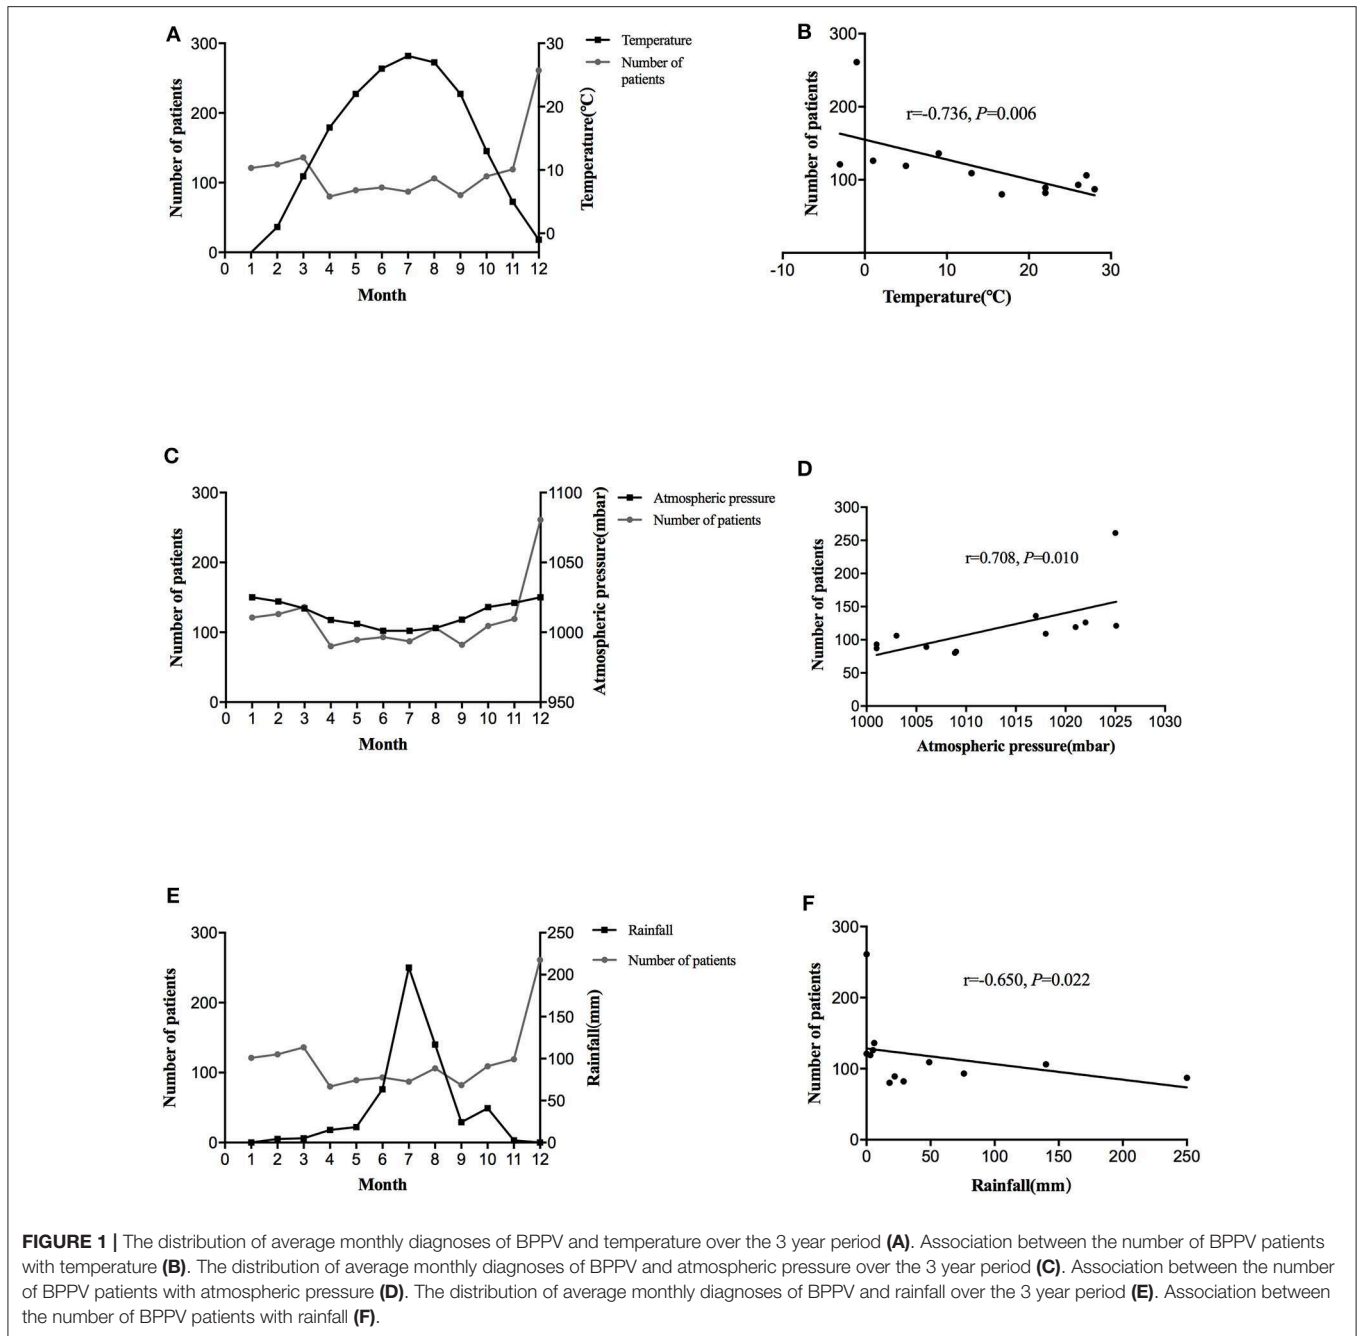 A
300
200
100
0
0 1 2 3 4 5 6 7 8 9 10 11 12
Month
Number of patients
30
20
10
0
Temperature(℃)
Temperature
Number of
patients
B
300
200
100
-10 0 10 20 30
Temperature(℃)
Number of patients
r=-0.736, P=0.006
C
300
200
100
0
0 1 2 3 4 5 6 7 8 9 10 11 12
Month
Number of patients
1100
1050
1000
950
Atmospheric pressure(mbar)
Atmospheric pressure
Number of patients
D
300
250
200
150
100
50
0
1000 1005 1010 1015 1020 1025 1030
Atmospheric pressure(mbar)
Number of patients
r=0.708, P=0.010
E
300
200
100
0
0 1 2 3 4 5 6 7 8 9 10 11 12
Month
Number of patients
250
200
150
100
50
0
Rainfall(mm)
Rainfall
Number of patients
F
300
200
100
0
0 50 100 150 200 250
Rainfall(mm)
Number of patients
r=-0.650, P=0.022
FIGURE 1 | The distribution of average monthly diagnoses of BPPV and temperature over the 3 year period (A). Association between the number of BPPV patients
with temperature (B). The distribution of average monthly diagnoses of BPPV and atmospheric pressure over the 3 year period (C). Association between the number
of BPPV patients with atmospheric pressure (D). The distribution of average monthly diagnoses of BPPV and rainfall over the 3 year period (E). Association between
the number of BPPV patients with rainfall (F).